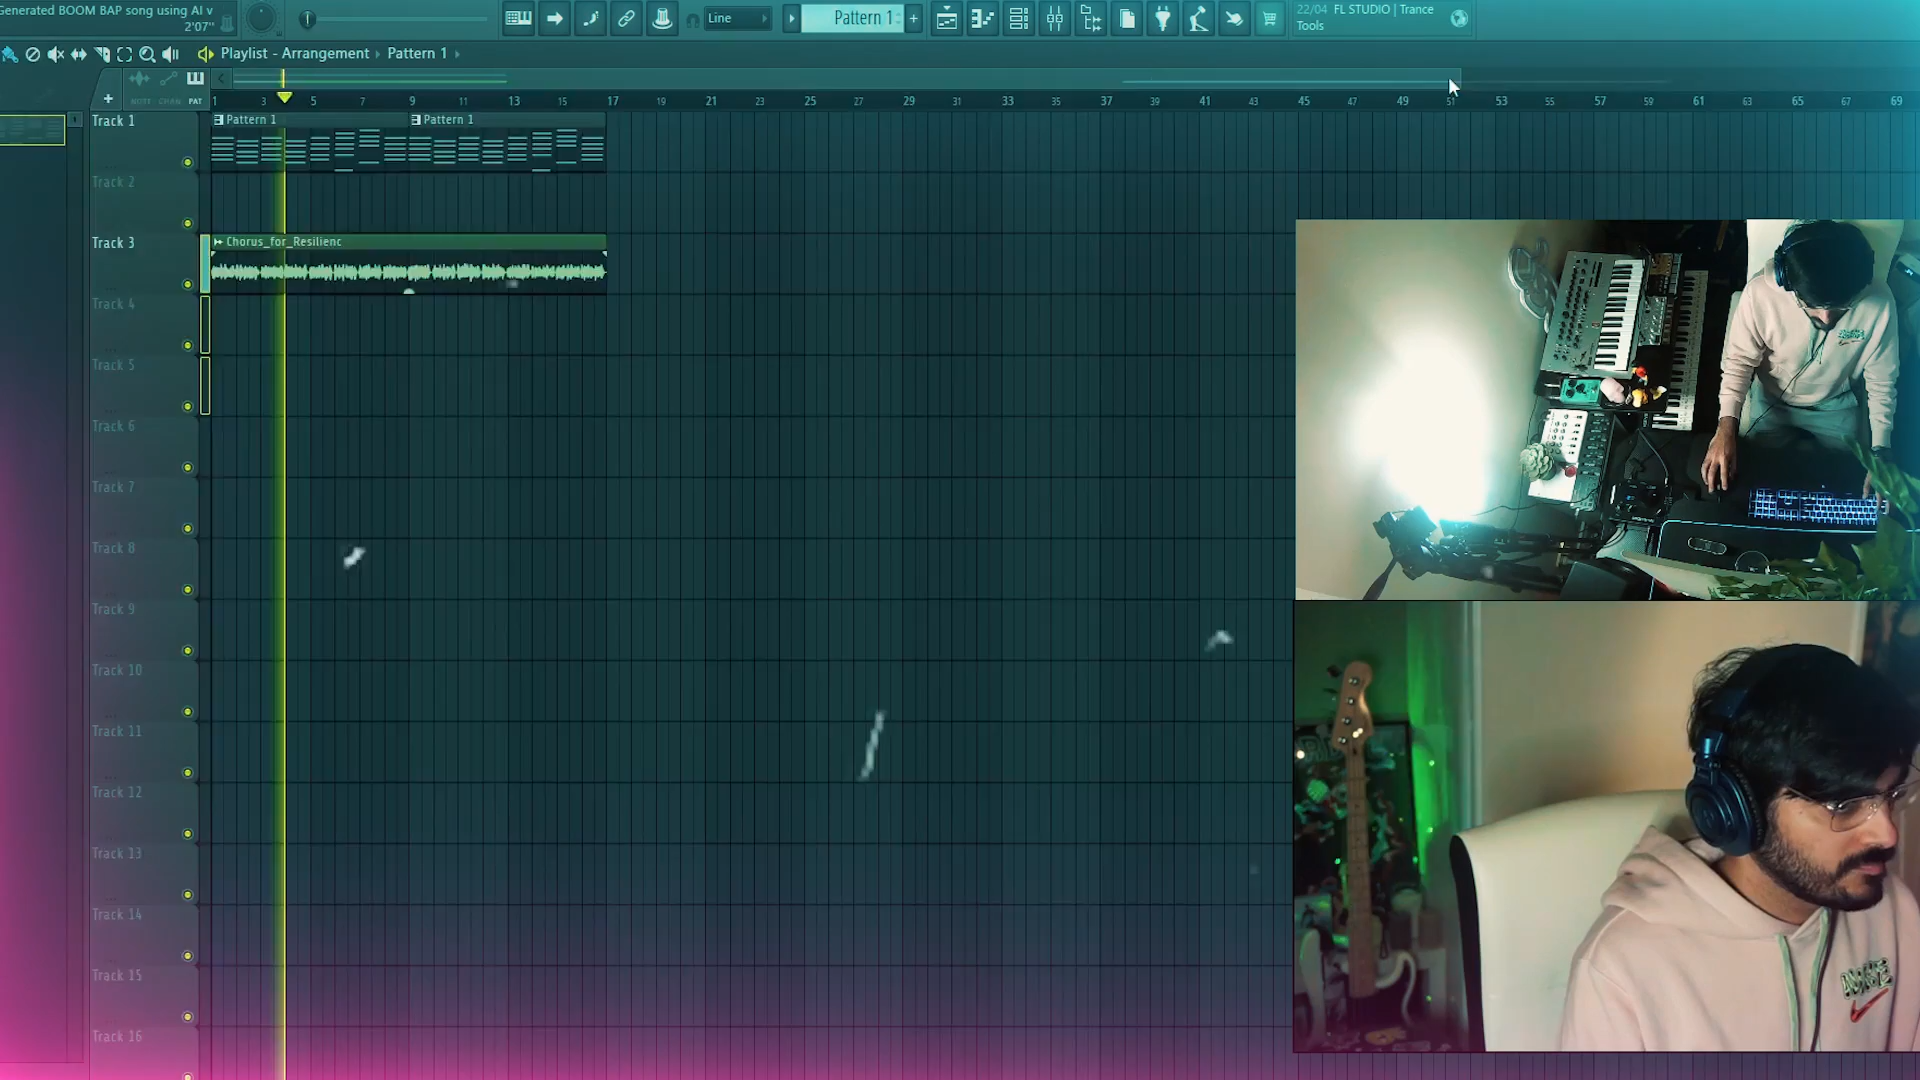 Generated BOOM BAP song using AI v
2'07"
Line
Pattern 1
+
22/04 FL STUDIO | Trance
Tools
Playlist - Arrangement › Pattern 1 ›
NOTE CHAN PAT
1 3 5 7 9 11 13 15 17 19 21 23 25 27 29 31 33 35 37 39 41 43 45 47 49 51 53 55 57 59 61 63 65 67 69
Track 1
Pattern 1
Pattern 1
Track 2
Track 3
Chorus_for_Resilienc
Track 4
Track 5
Track 6
Track 7
Track 8
Track 9
Track 10
Track 11
Track 12
Track 13
Track 14
Track 15
Track 16